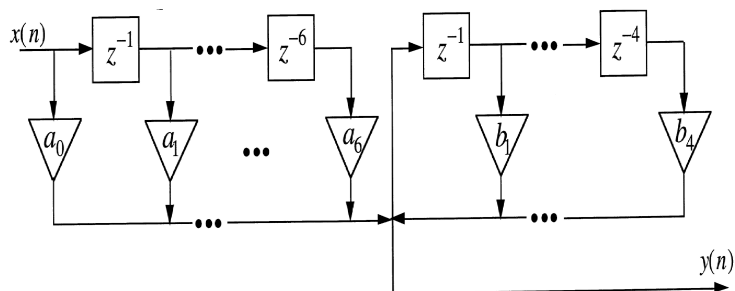 x(n)
z⁻¹
z⁻⁶
z⁻¹
z⁻⁴
a₀
a₁
a₆
b₁
b₄
y(n)